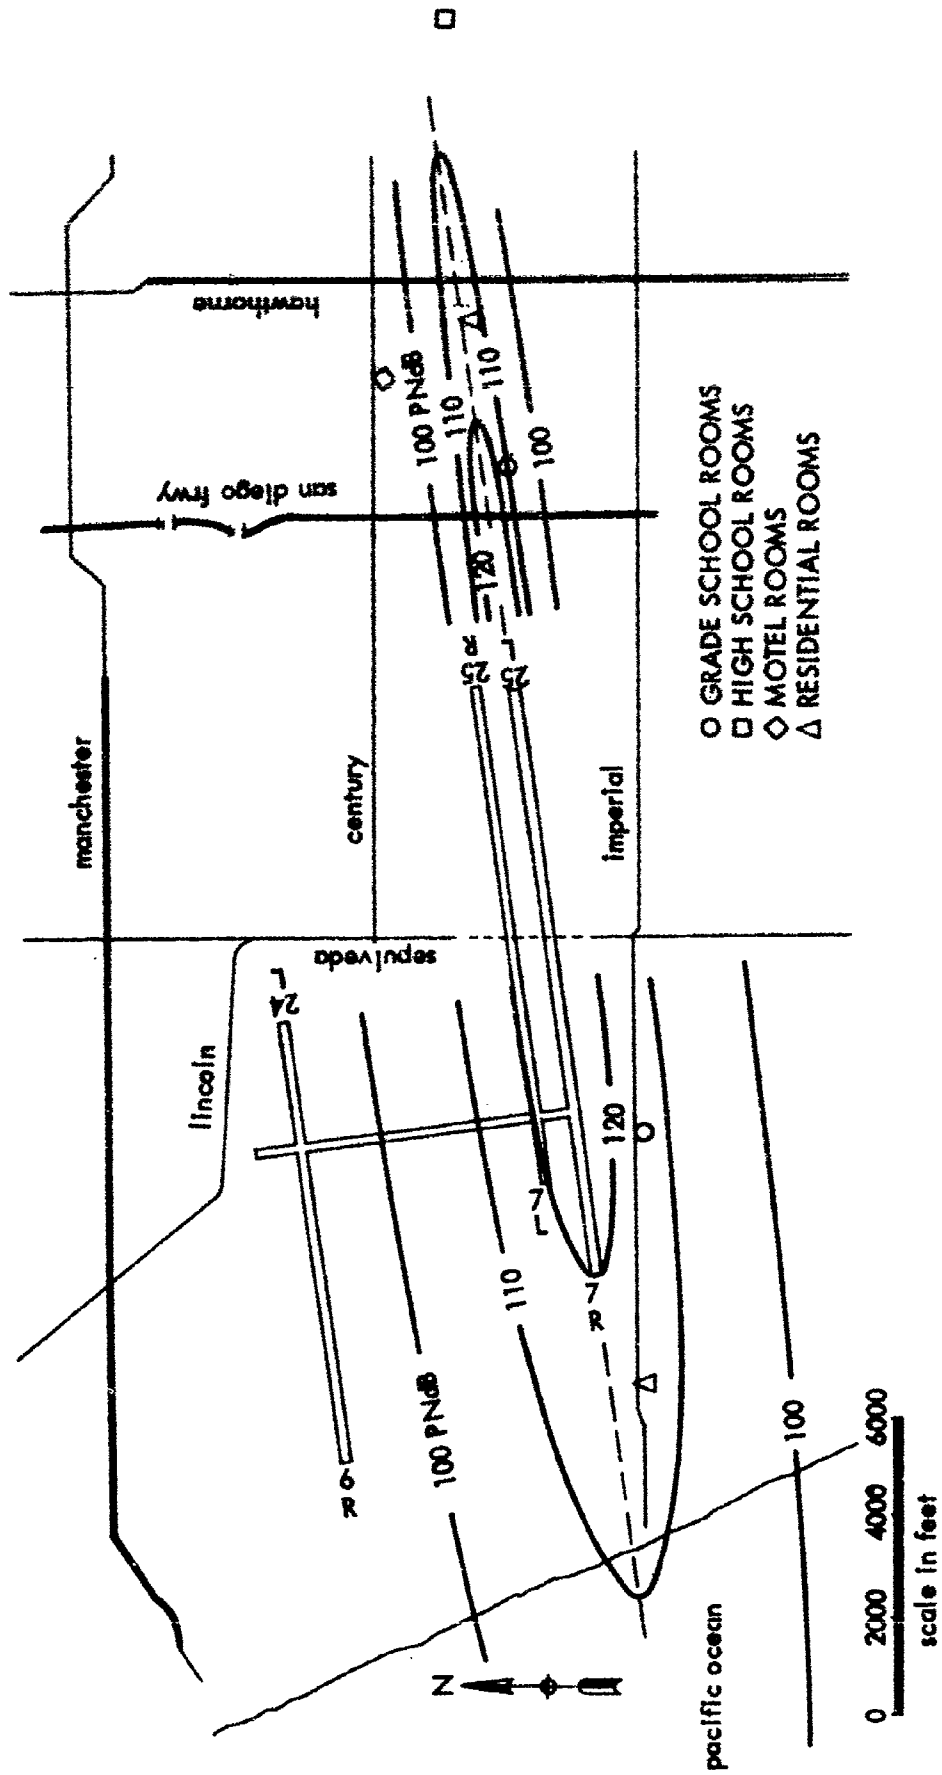 manchester
lincoln
century
imperial
sepulveda
san diego frwy
hawthorne
24
L
6
R
7
L
7
R
25
R
25
L
100 PNdB
110
120
100
100 PNdB
110
120
110
100
N
pacific ocean
0 2000 4000 6000
scale in feet
GRADE SCHOOL ROOMS
HIGH SCHOOL ROOMS
MOTEL ROOMS
RESIDENTIAL ROOMS